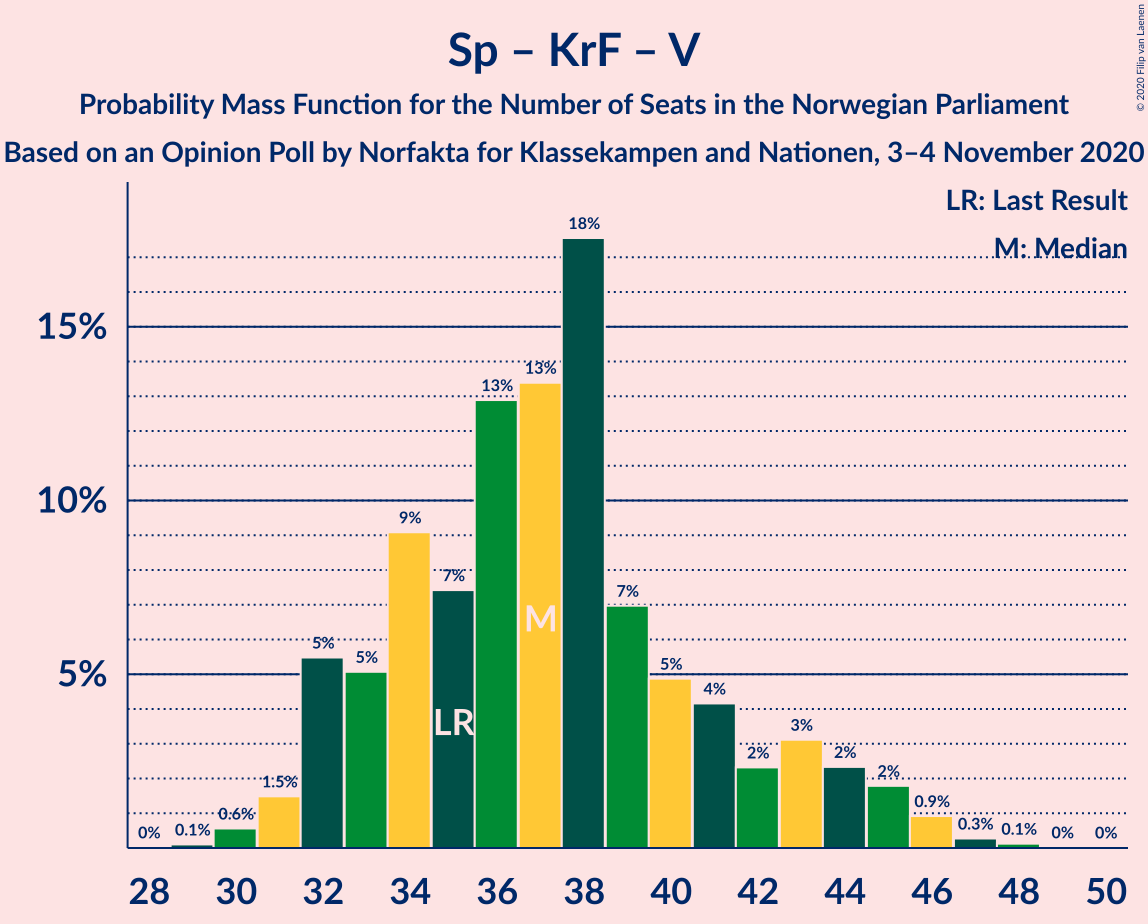 Sp – KrF – V
Probability Mass Function for the Number of Seats in the Norwegian Parliament
Based on an Opinion Poll by Norfakta for Klassekampen and Nationen, 3–4 November 2020
© 2020 Filip van Laenen
LR: Last Result
M: Median
15%
10%
5%
0%
0.1%
0.6%
1.5%
5%
5%
9%
7%
13%
13%
18%
7%
5%
4%
2%
3%
2%
2%
0.9%
0.3%
0.1%
0%
0%
LR
M
28 30 32 34 36 38 40 42 44 46 48 50